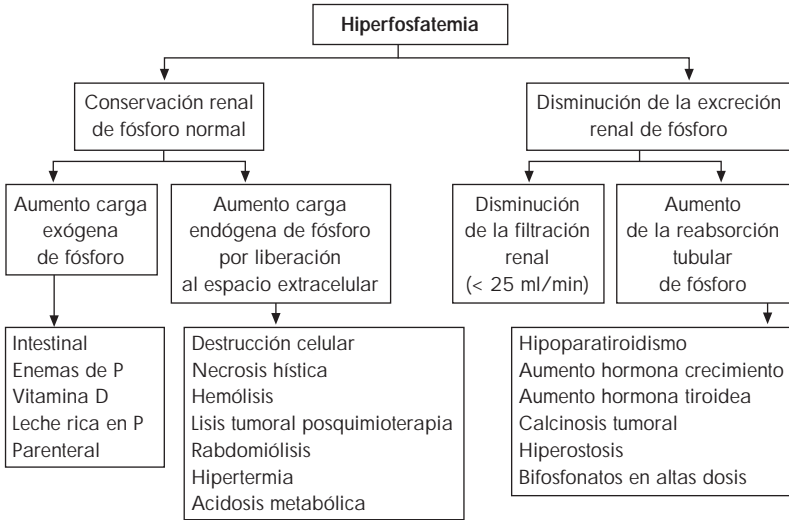 Hiperfosfatemia
Conservación renal
de fósforo normal
Disminución de la excreción
renal de fósforo
Aumento carga
exógena
de fósforo
Aumento carga
endógena de fósforo
por liberación
al espacio extracelular
Disminución
de la filtración
renal
(< 25 ml/min)
Aumento
de la reabsorción
tubular
de fósforo
Intestinal
Enemas de P
Vitamina D
Leche rica en P
Parenteral
Destrucción celular
Necrosis hística
Hemólisis
Lisis tumoral posquimioterapia
Rabdomiólisis
Hipertermia
Acidosis metabólica
Hipoparatiroidismo
Aumento hormona crecimiento
Aumento hormona tiroidea
Calcinosis tumoral
Hiperostosis
Bifosfonatos en altas dosis